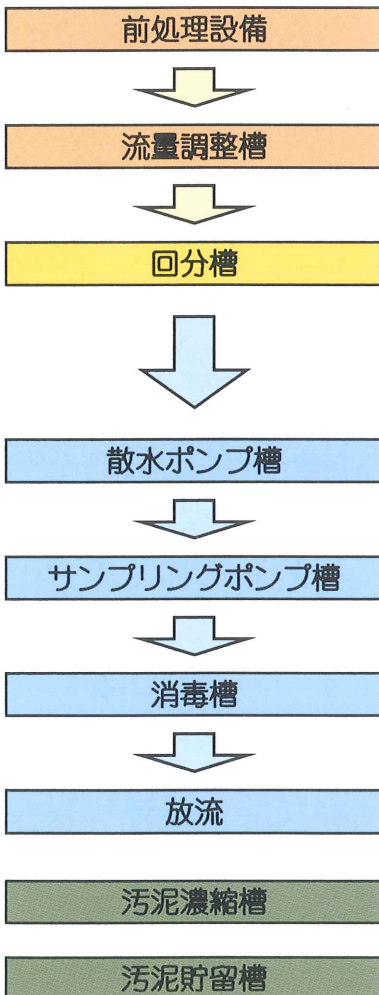 前処理設備
流量調整槽
回分槽
散水ポンプ槽
サンプリングポンプ槽
消毒槽
放流
汚泥濃縮槽
汚泥貯留槽